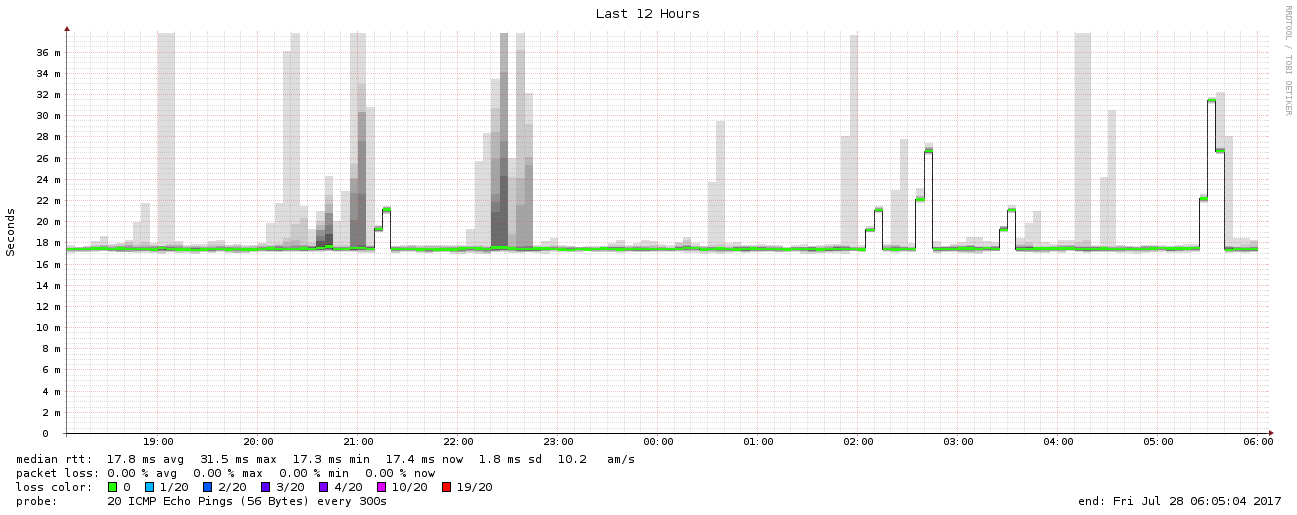 Last 12 Hours
RRDTOOL / TOBI OETIKER
Seconds
36 m
34 m
32 m
30 m
28 m
26 m
24 m
22 m
20 m
18 m
16 m
14 m
12 m
10 m
8 m
6 m
4 m
2 m
0
19:00 20:00 21:00 22:00 23:00 00:00 01:00 02:00 03:00 04:00 05:00 06:00
median rtt: 17.8 ms avg 31.5 ms max 17.3 ms min 17.4 ms now 1.8 ms sd 10.2 am/s
packet loss: 0.00 % avg 0.00 % max 0.00 % min 0.00 % now
loss color: 0 1/20 2/20 3/20 4/20 10/20 19/20
probe: 20 ICMP Echo Pings (56 Bytes) every 300s end: Fri Jul 28 06:05:04 2017